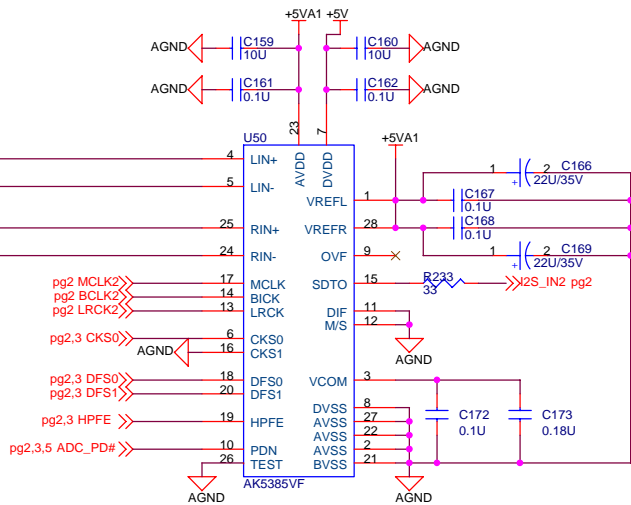 +5VA1 +5V
AGND C159 10U C160 10U AGND
AGND C161 0.1U C162 0.1U AGND
23 7
U50 +5VA1
AVDD DVDD
4 LIN+
5 LIN-
VREFL 1
1 2 C166
+ 22U/35V
C167
0.1U
25 RIN+ VREFR 28
C168
0.1U
24 RIN- OVF 9
1 2 C169
+ 22U/35V
pg2 MCLK2 17 MCLK SDTO 15 R233 33 I2S_IN2 pg2
pg2 BCLK2 14 BICK
pg2 LRCK2 13 LRCK DIF 11
M/S 12
pg2,3 CKS0 6 CKS0
AGND 16 CKS1 AGND
pg2,3 DFS0 18 DFS0 VCOM 3
pg2,3 DFS1 20 DFS1
DVSS 8
pg2,3 HPFE 19 HPFE AVSS 27
C172
0.1U
C173
0.18U
AVSS 22
pg2,3,5 ADC_PD# 10 PDN AVSS 2
26 TEST BVSS 21
AK5385VF
AGND AGND